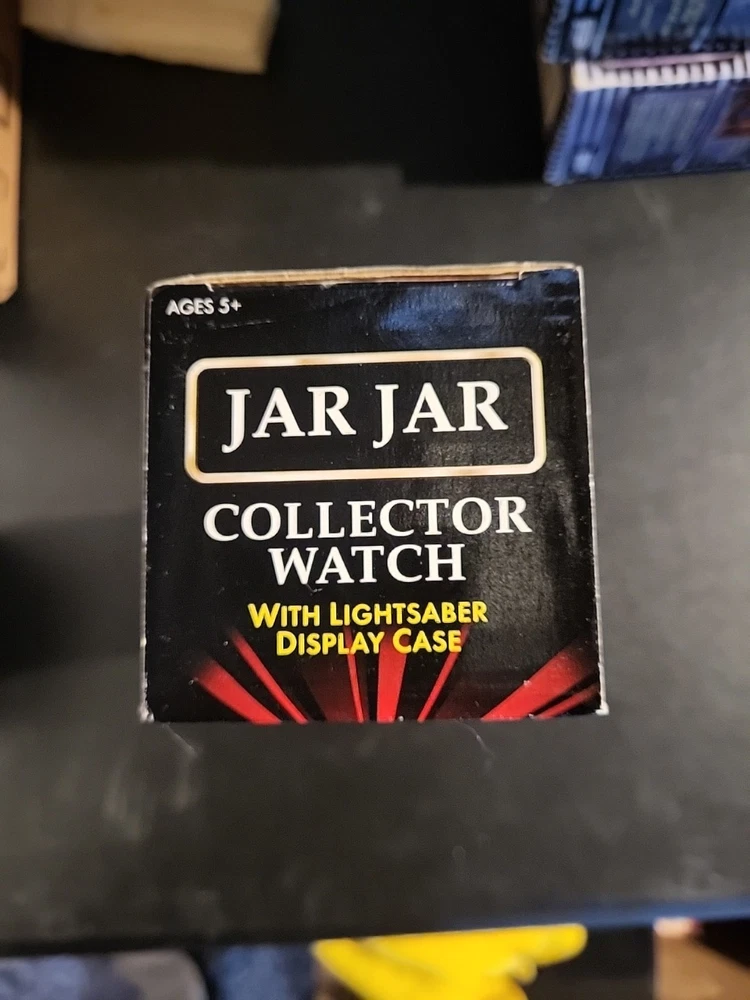 AGES 5+
JAR JAR
COLLECTOR
WATCH
WITH LIGHTSABER
DISPLAY CASE